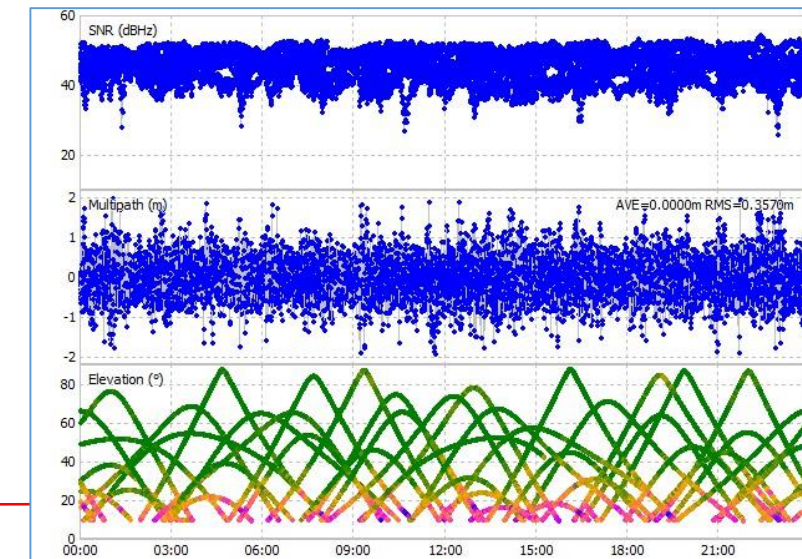 60
SNR (dBHz)
40
20
2
Multipath (m)
AVE=0.0000m RMS=0.3570m
1
0
-1
-2
Elevation (°)
80
60
40
20
0
00:00 03:00 06:00 09:00 12:00 15:00 18:00 21:00